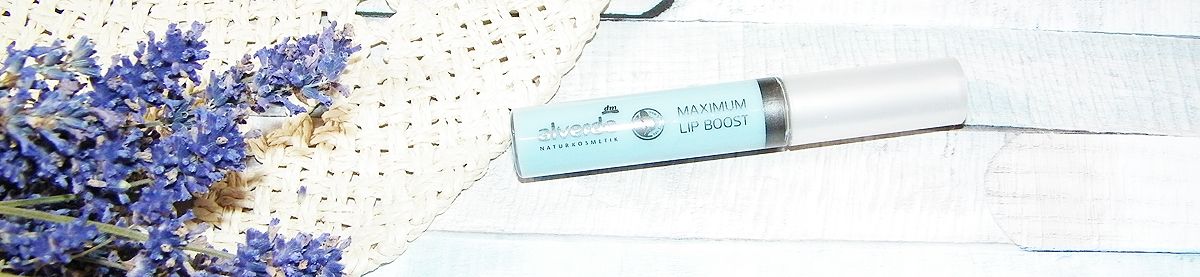 dm
alverde
NATURKOSMETIK
MAXIMUM
LIP BOOST